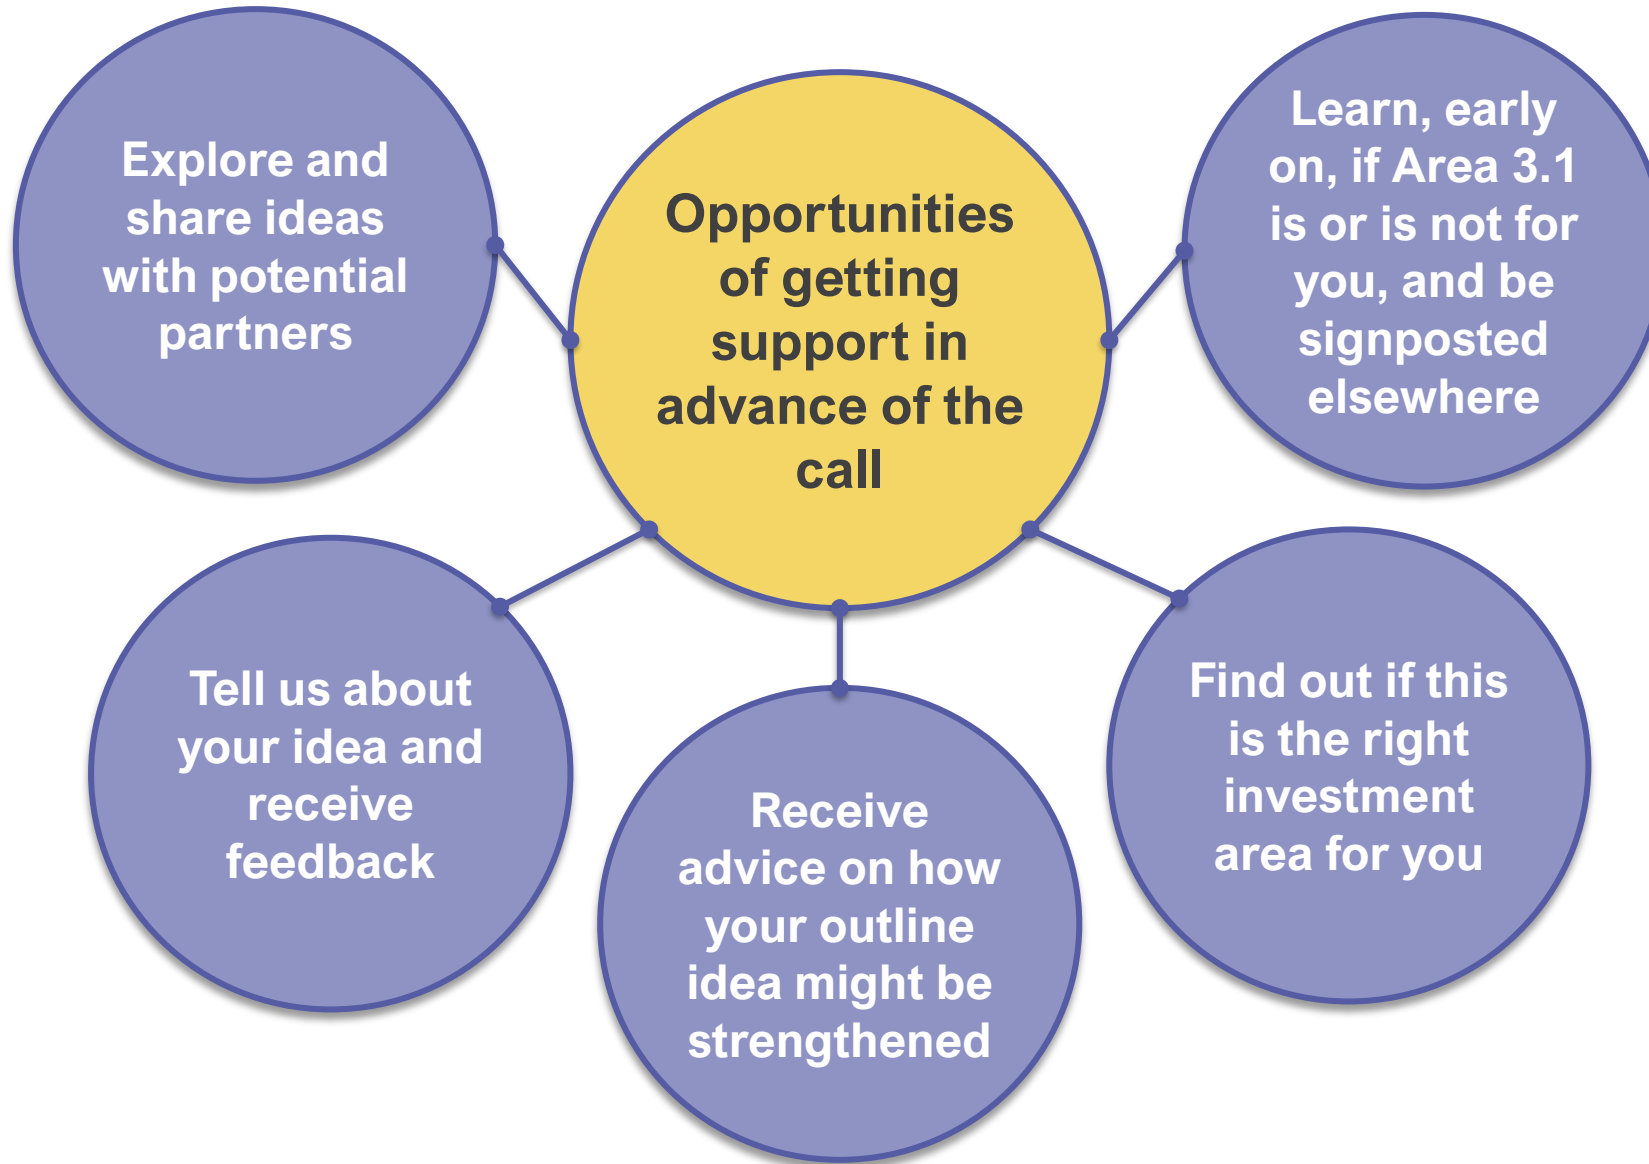 Explore and
share ideas
with potential
partners
Opportunities
of getting
support in
advance of the
call
Learn, early
on, if Area 3.1
is or is not for
you, and be
signposted
elsewhere
Tell us about
your idea and
receive
feedback
Receive
advice on how
your outline
idea might be
strengthened
Find out if this
is the right
investment
area for you